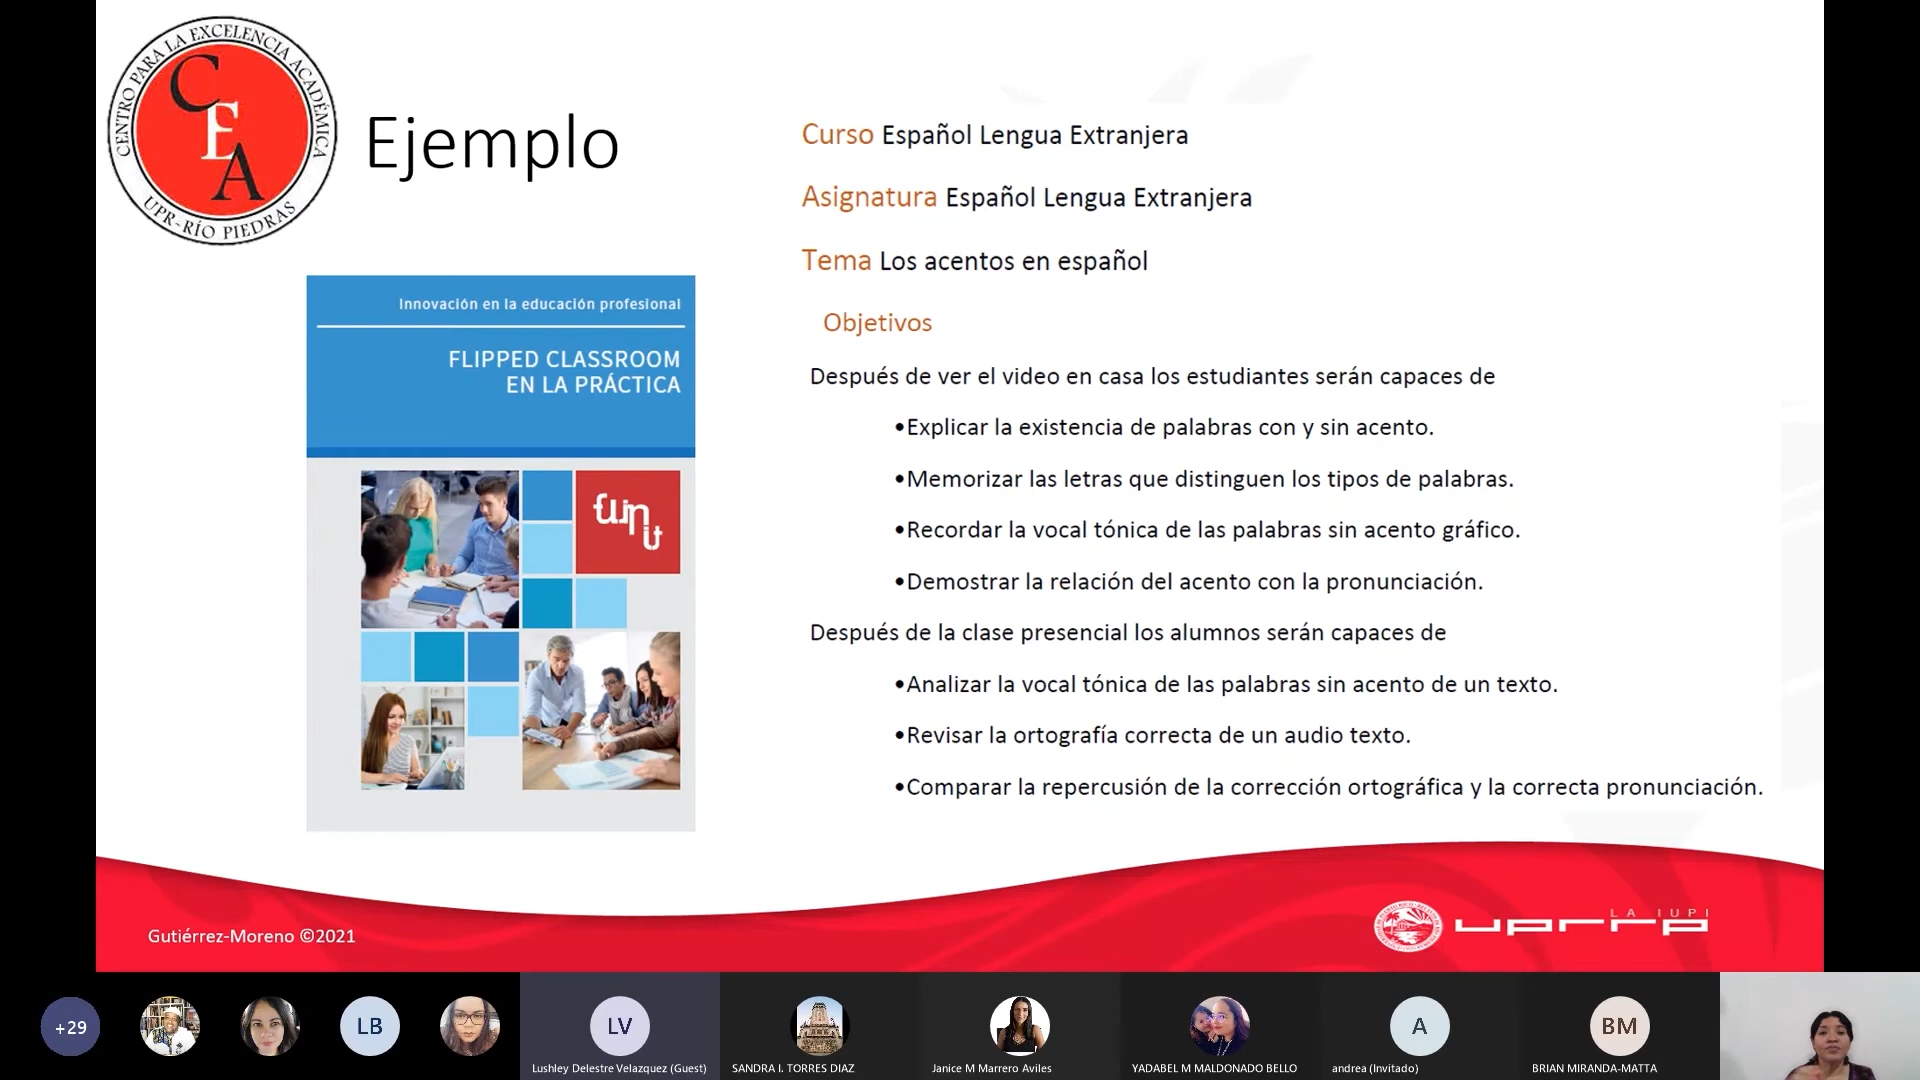 CENTRO PARA LA EXCELENCIA ACADÉMICA
CEA
UPR-RÍO PIEDRAS
Ejemplo
Innovación en la educación profesional
FLIPPED CLASSROOM
EN LA PRÁCTICA
Curso Español Lengua Extranjera
Asignatura Español Lengua Extranjera
Tema Los acentos en español
Objetivos
Después de ver el video en casa los estudiantes serán capaces de
•Explicar la existencia de palabras con y sin acento.
•Memorizar las letras que distinguen los tipos de palabras.
•Recordar la vocal tónica de las palabras sin acento gráfico.
•Demostrar la relación del acento con la pronunciación.
Después de la clase presencial los alumnos serán capaces de
•Analizar la vocal tónica de las palabras sin acento de un texto.
•Revisar la ortografía correcta de un audio texto.
•Comparar la repercusión de la corrección ortográfica y la correcta pronunciación.
Gutiérrez-Moreno ©2021
LA IUPI
uprrp
+29
LB
LV
A
BM
Lushley Delestre Velazquez (Guest)
SANDRA I. TORRES DIAZ
Janice M Marrero Aviles
YADABEL M MALDONADO BELLO
andrea (Invitado)
BRIAN MIRANDA-MATTA